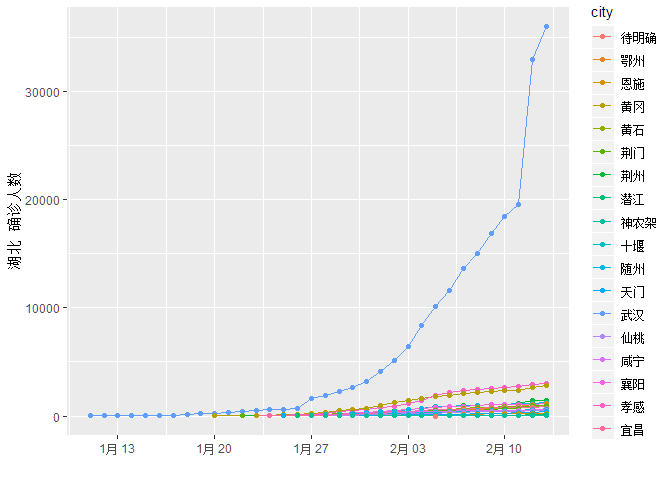 city
待明确
鄂州
恩施
黄冈
黄石
荆门
荆州
潜江
神农架
十堰
随州
天门
武汉
仙桃
咸宁
襄阳
孝感
宜昌
湖北 确诊人数
30000
20000
10000
0
1月 13
1月 20
1月 27
2月 03
2月 10